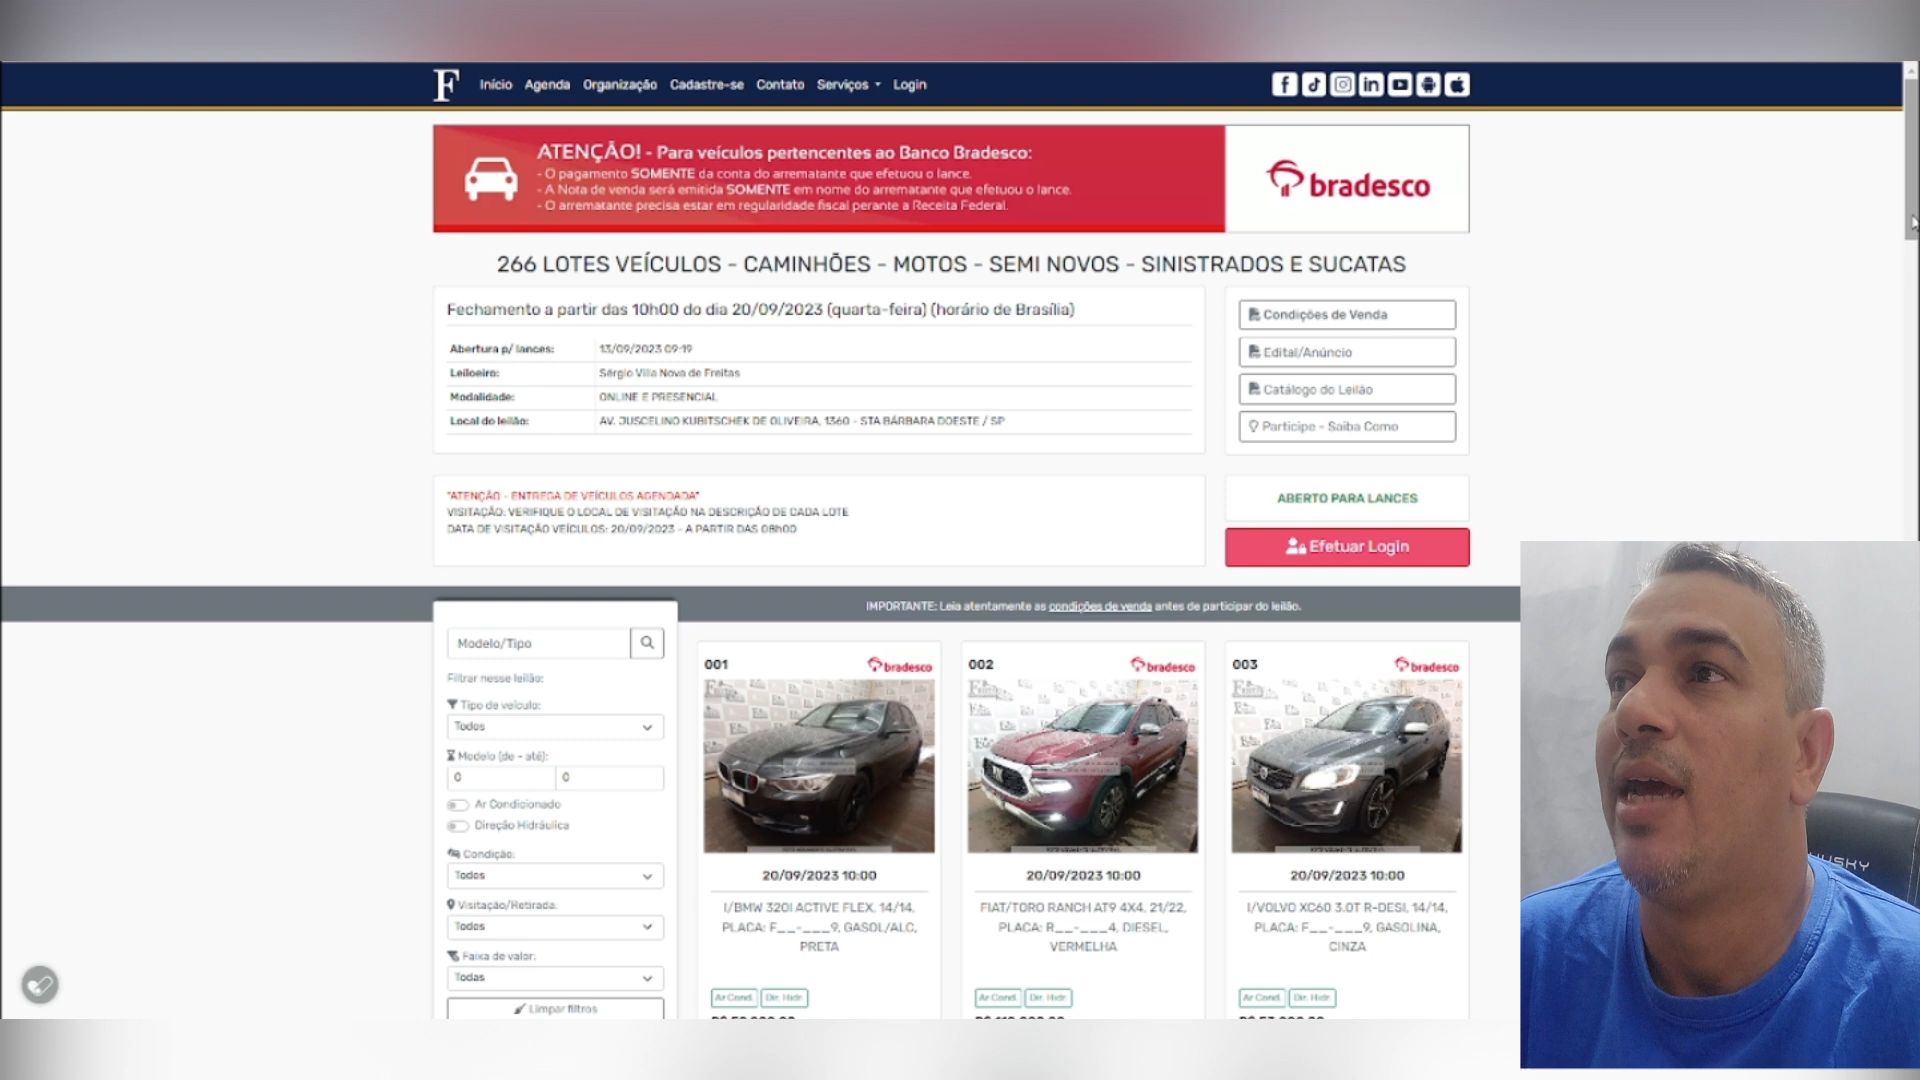 F Início Agenda Organização Cadastre-se Contato Serviços Login
ATENÇÃO! - Para veículos pertencentes ao Banco Bradesco:
- O pagamento SOMENTE da conta do arrematante que efetuou o lance.
- A Nota de venda será emitida SOMENTE em nome do arrematante que efetuou o lance.
- O arrematante precisa estar em regularidade fiscal perante a Receita Federal.
bradesco
266 LOTES VEÍCULOS - CAMINHÕES - MOTOS - SEMI NOVOS - SINISTRADOS E SUCATAS
Fechamento a partir das 10h00 do dia 20/09/2023 (quarta-feira) (horário de Brasília)
Abertura p/ lances: 13/09/2023 09:19
Leiloeiro: Sérgio Villa Nova de Freitas
Modalidade: ONLINE E PRESENCIAL
Local do leilão: AV. JUSCELINO KUBITSCHEK DE OLIVEIRA, 1360 - STA BÁRBARA DOESTE / SP
Condições de Venda
Edital/Anúncio
Catálogo do Leilão
Participe - Saiba Como
"ATENÇÃO - ENTREGA DE VEÍCULOS AGENDADA"
VISITAÇÃO: VERIFIQUE O LOCAL DE VISITAÇÃO NA DESCRIÇÃO DE CADA LOTE
DATA DE VISITAÇÃO VEÍCULOS: 20/09/2023 - A PARTIR DAS 08h00
ABERTO PARA LANCES
Efetuar Login
IMPORTANTE: Leia atentamente as condições de venda antes de participar do leilão.
Modelo/Tipo
Filtrar nesse leilão:
Tipo de veículo:
Todos
Modelo (de - até):
0 0
Ar Condicionado
Direção Hidráulica
Condição:
Todos
Visitação/Retirada:
Todos
Faixa de valor:
Todas
Limpar filtros
001 bradesco
20/09/2023 10:00
I/BMW 320I ACTIVE FLEX, 14/14,
PLACA: F__-___9, GASOL/ALC,
PRETA
Ar Cond. Dir. Hidr.
002 bradesco
20/09/2023 10:00
FIAT/TORO RANCH AT9 4X4, 21/22,
PLACA: R__-___4, DIESEL,
VERMELHA
Ar Cond. Dir. Hidr.
003 bradesco
20/09/2023 10:00
I/VOLVO XC60 3.0T R-DESI, 14/14,
PLACA: F__-___9, GASOLINA,
CINZA
Ar Cond. Dir. Hidr.
HUSKY